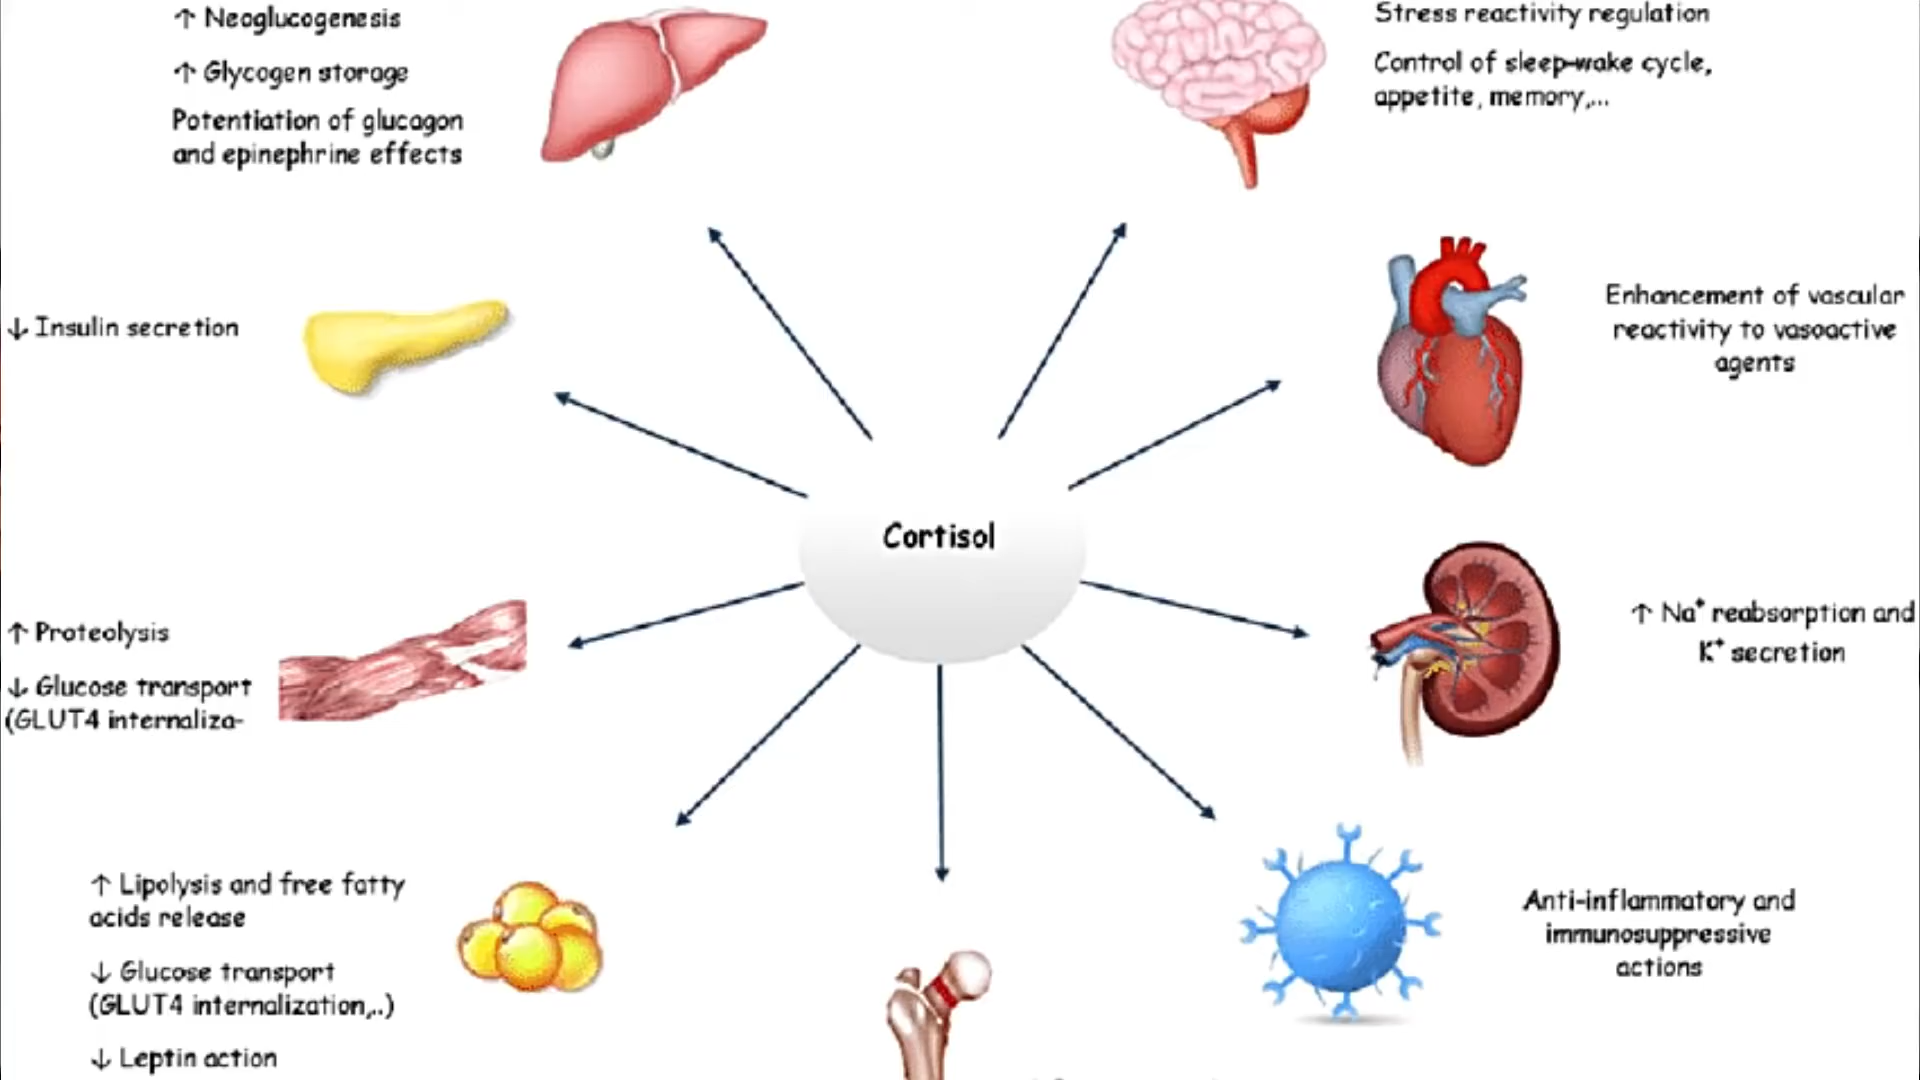 ↑ Neoglucogenesis
↑ Glycogen storage
Potentiation of glucagon
and epinephrine effects
Stress reactivity regulation
Control of sleep-wake cycle,
appetite, memory,...
↓ Insulin secretion
Enhancement of vascular
reactivity to vasoactive
agents
Cortisol
↑ Proteolysis
↓ Glucose transport
(GLUT4 internaliza-
↑ Na⁺ reabsorption and
K⁺ secretion
↑ Lipolysis and free fatty
acids release
↓ Glucose transport
(GLUT4 internalization,..)
↓ Leptin action
Anti-inflammatory and
immunosuppressive
actions